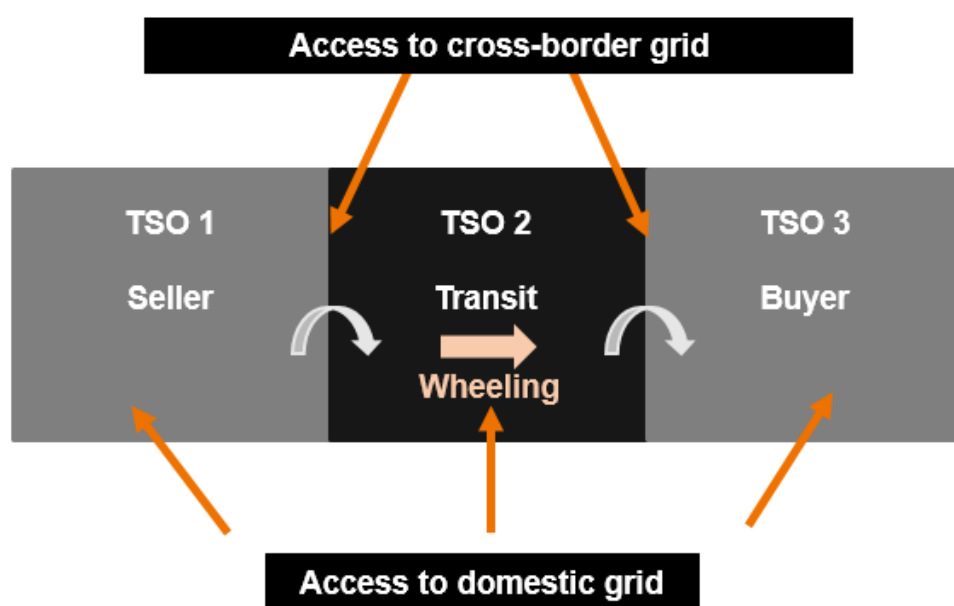 Access to cross-border grid
TSO 1
TSO 2
TSO 3
Seller
Transit
Buyer
Wheeling
Access to domestic grid